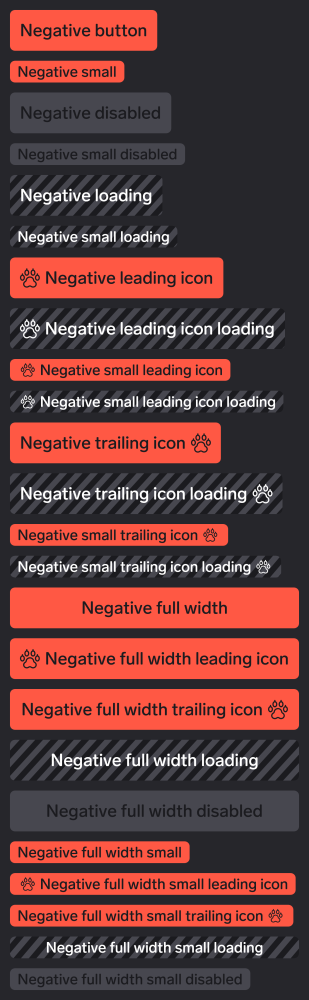 Negative button
Negative small
Negative disabled
Negative small disabled
Negative loading
Negative small loading
Negative leading icon
Negative leading icon loading
Negative small leading icon
Negative small leading icon loading
Negative trailing icon
Negative trailing icon loading
Negative small trailing icon
Negative small trailing icon loading
Negative full width
Negative full width leading icon
Negative full width trailing icon
Negative full width loading
Negative full width disabled
Negative full width small
Negative full width small leading icon
Negative full width small trailing icon
Negative full width small loading
Negative full width small disabled